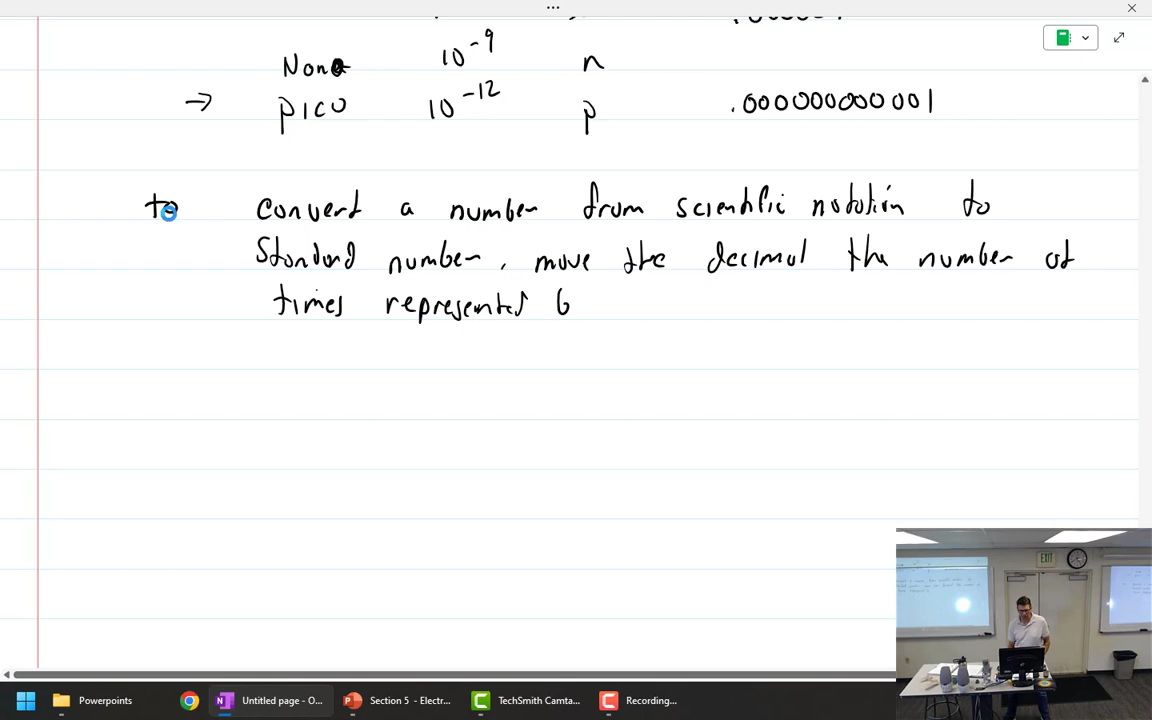 Nano 10^-9 n
→ pico 10^-12 p .000000000001
to convert a number from scientific notation to
standard number, move the decimal the number of
times represented b
EXIT
Powerpoints
Untitled page - O...
Section 5 - Electr...
TechSmith Camta...
Recording...